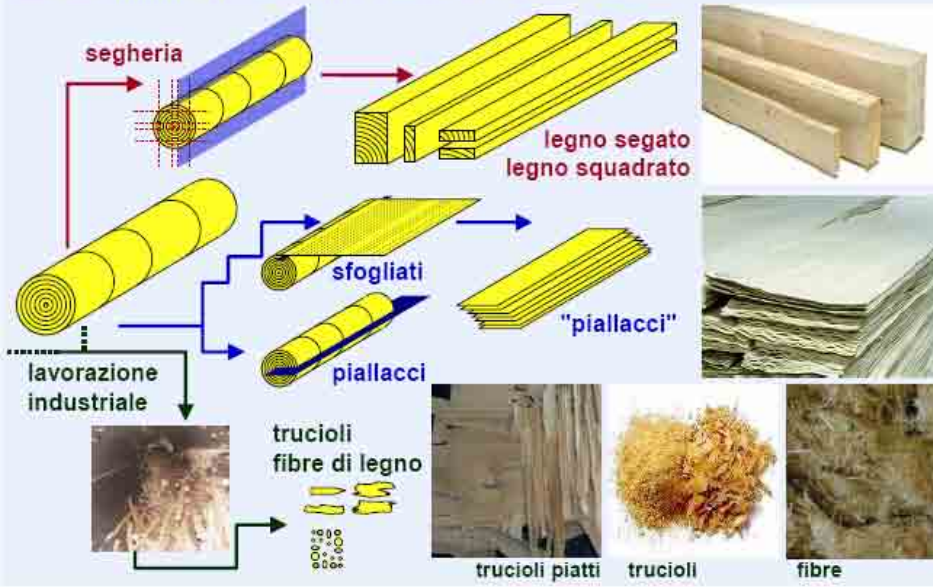 segheria
legno segato
legno squadrato
sfogliati
"piallacci"
piallacci
lavorazione
industriale
trucioli
fibre di legno
trucioli piatti
trucioli
fibre